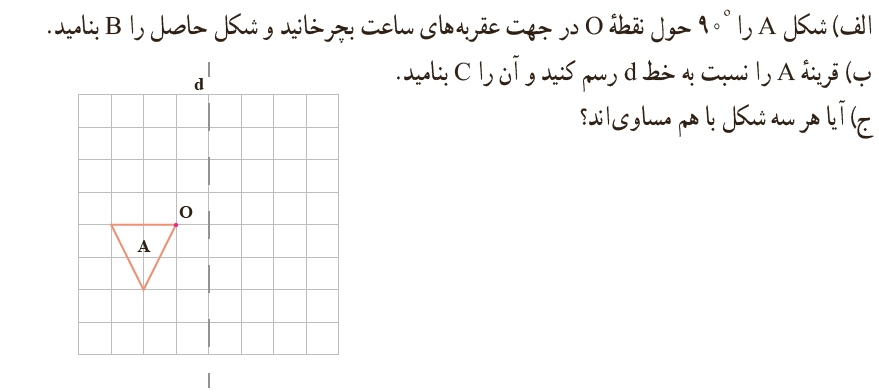 الف) شکل A را ۹۰° حول نقطهٔ O در جهت عقربه‌های ساعت بچرخانید و شکل حاصل را B بنامید.
ب) قرینهٔ A را نسبت به خط d رسم کنید و آن را C بنامید.
ج) آیا هر سه شکل با هم مساوی‌اند؟
d
O
A